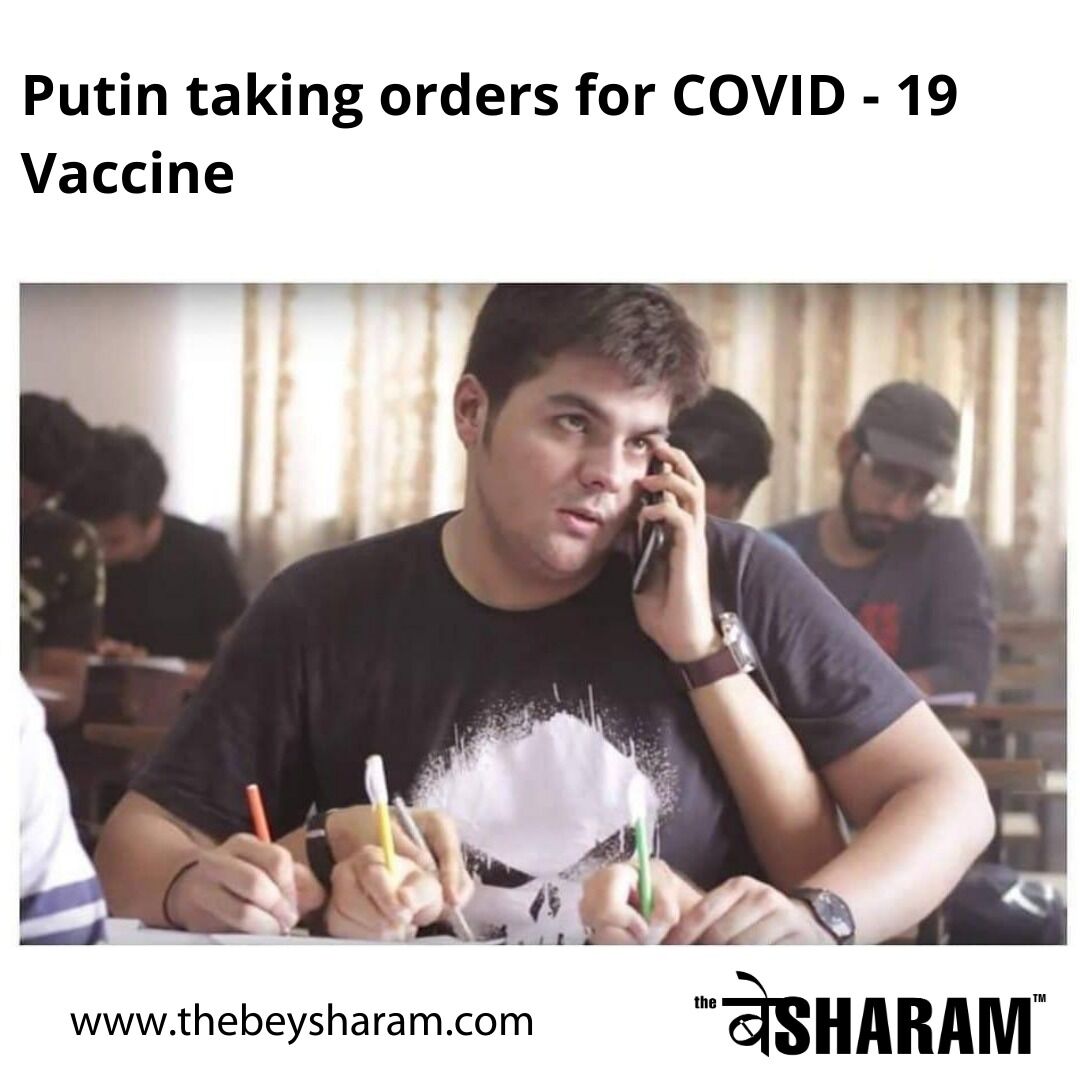 Putin taking orders for COVID - 19
Vaccine
www.thebeysharam.com
the बेSHARAM™